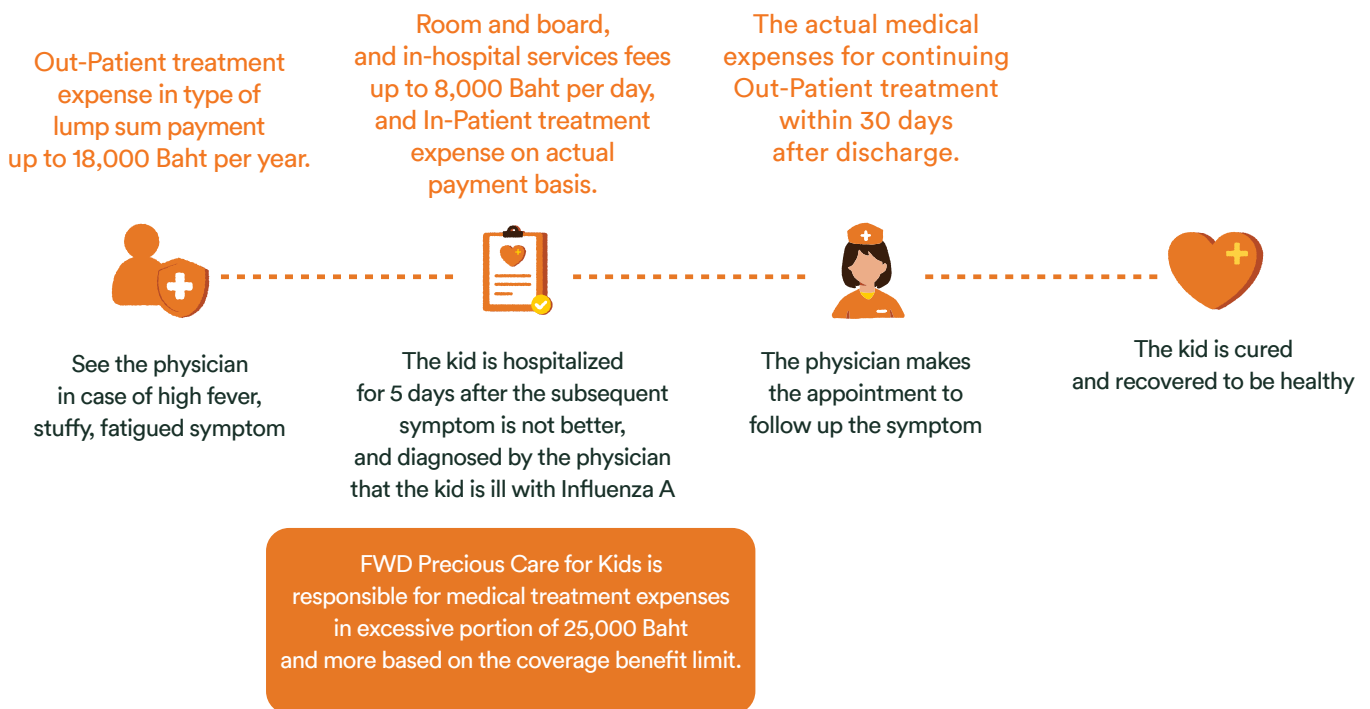 Out-Patient treatment
expense in type of
lump sum payment
up to 18,000 Baht per year.
Room and board,
and in-hospital services fees
up to 8,000 Baht per day,
and In-Patient treatment
expense on actual
payment basis.
The actual medical
expenses for continuing
Out-Patient treatment
within 30 days
after discharge.
See the physician
in case of high fever,
stuffy, fatigued symptom
The kid is hospitalized
for 5 days after the subsequent
symptom is not better,
and diagnosed by the physician
that the kid is ill with Influenza A
The physician makes
the appointment to
follow up the symptom
The kid is cured
and recovered to be healthy
FWD Precious Care for Kids is
responsible for medical treatment expenses
in excessive portion of 25,000 Baht
and more based on the coverage benefit limit.